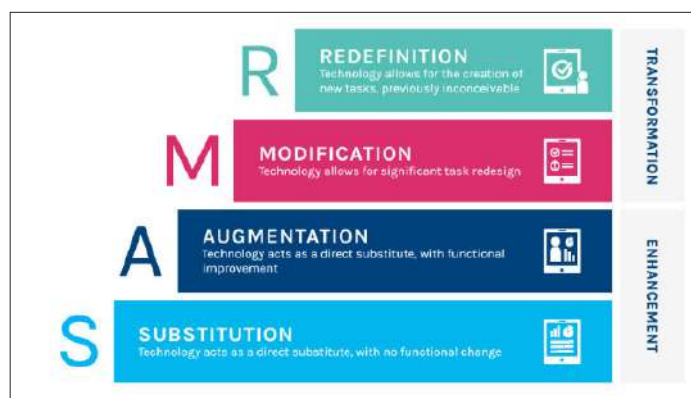 R
REDEFINITION
Technology allows for the creation of
new tasks, previously inconceivable
M
MODIFICATION
Technology allows for significant task redesign
TRANSFORMATION
A
AUGMENTATION
Technology acts as a direct substitute, with functional
improvement
S
SUBSTITUTION
Technology acts as a direct substitute, with no functional change
ENHANCEMENT